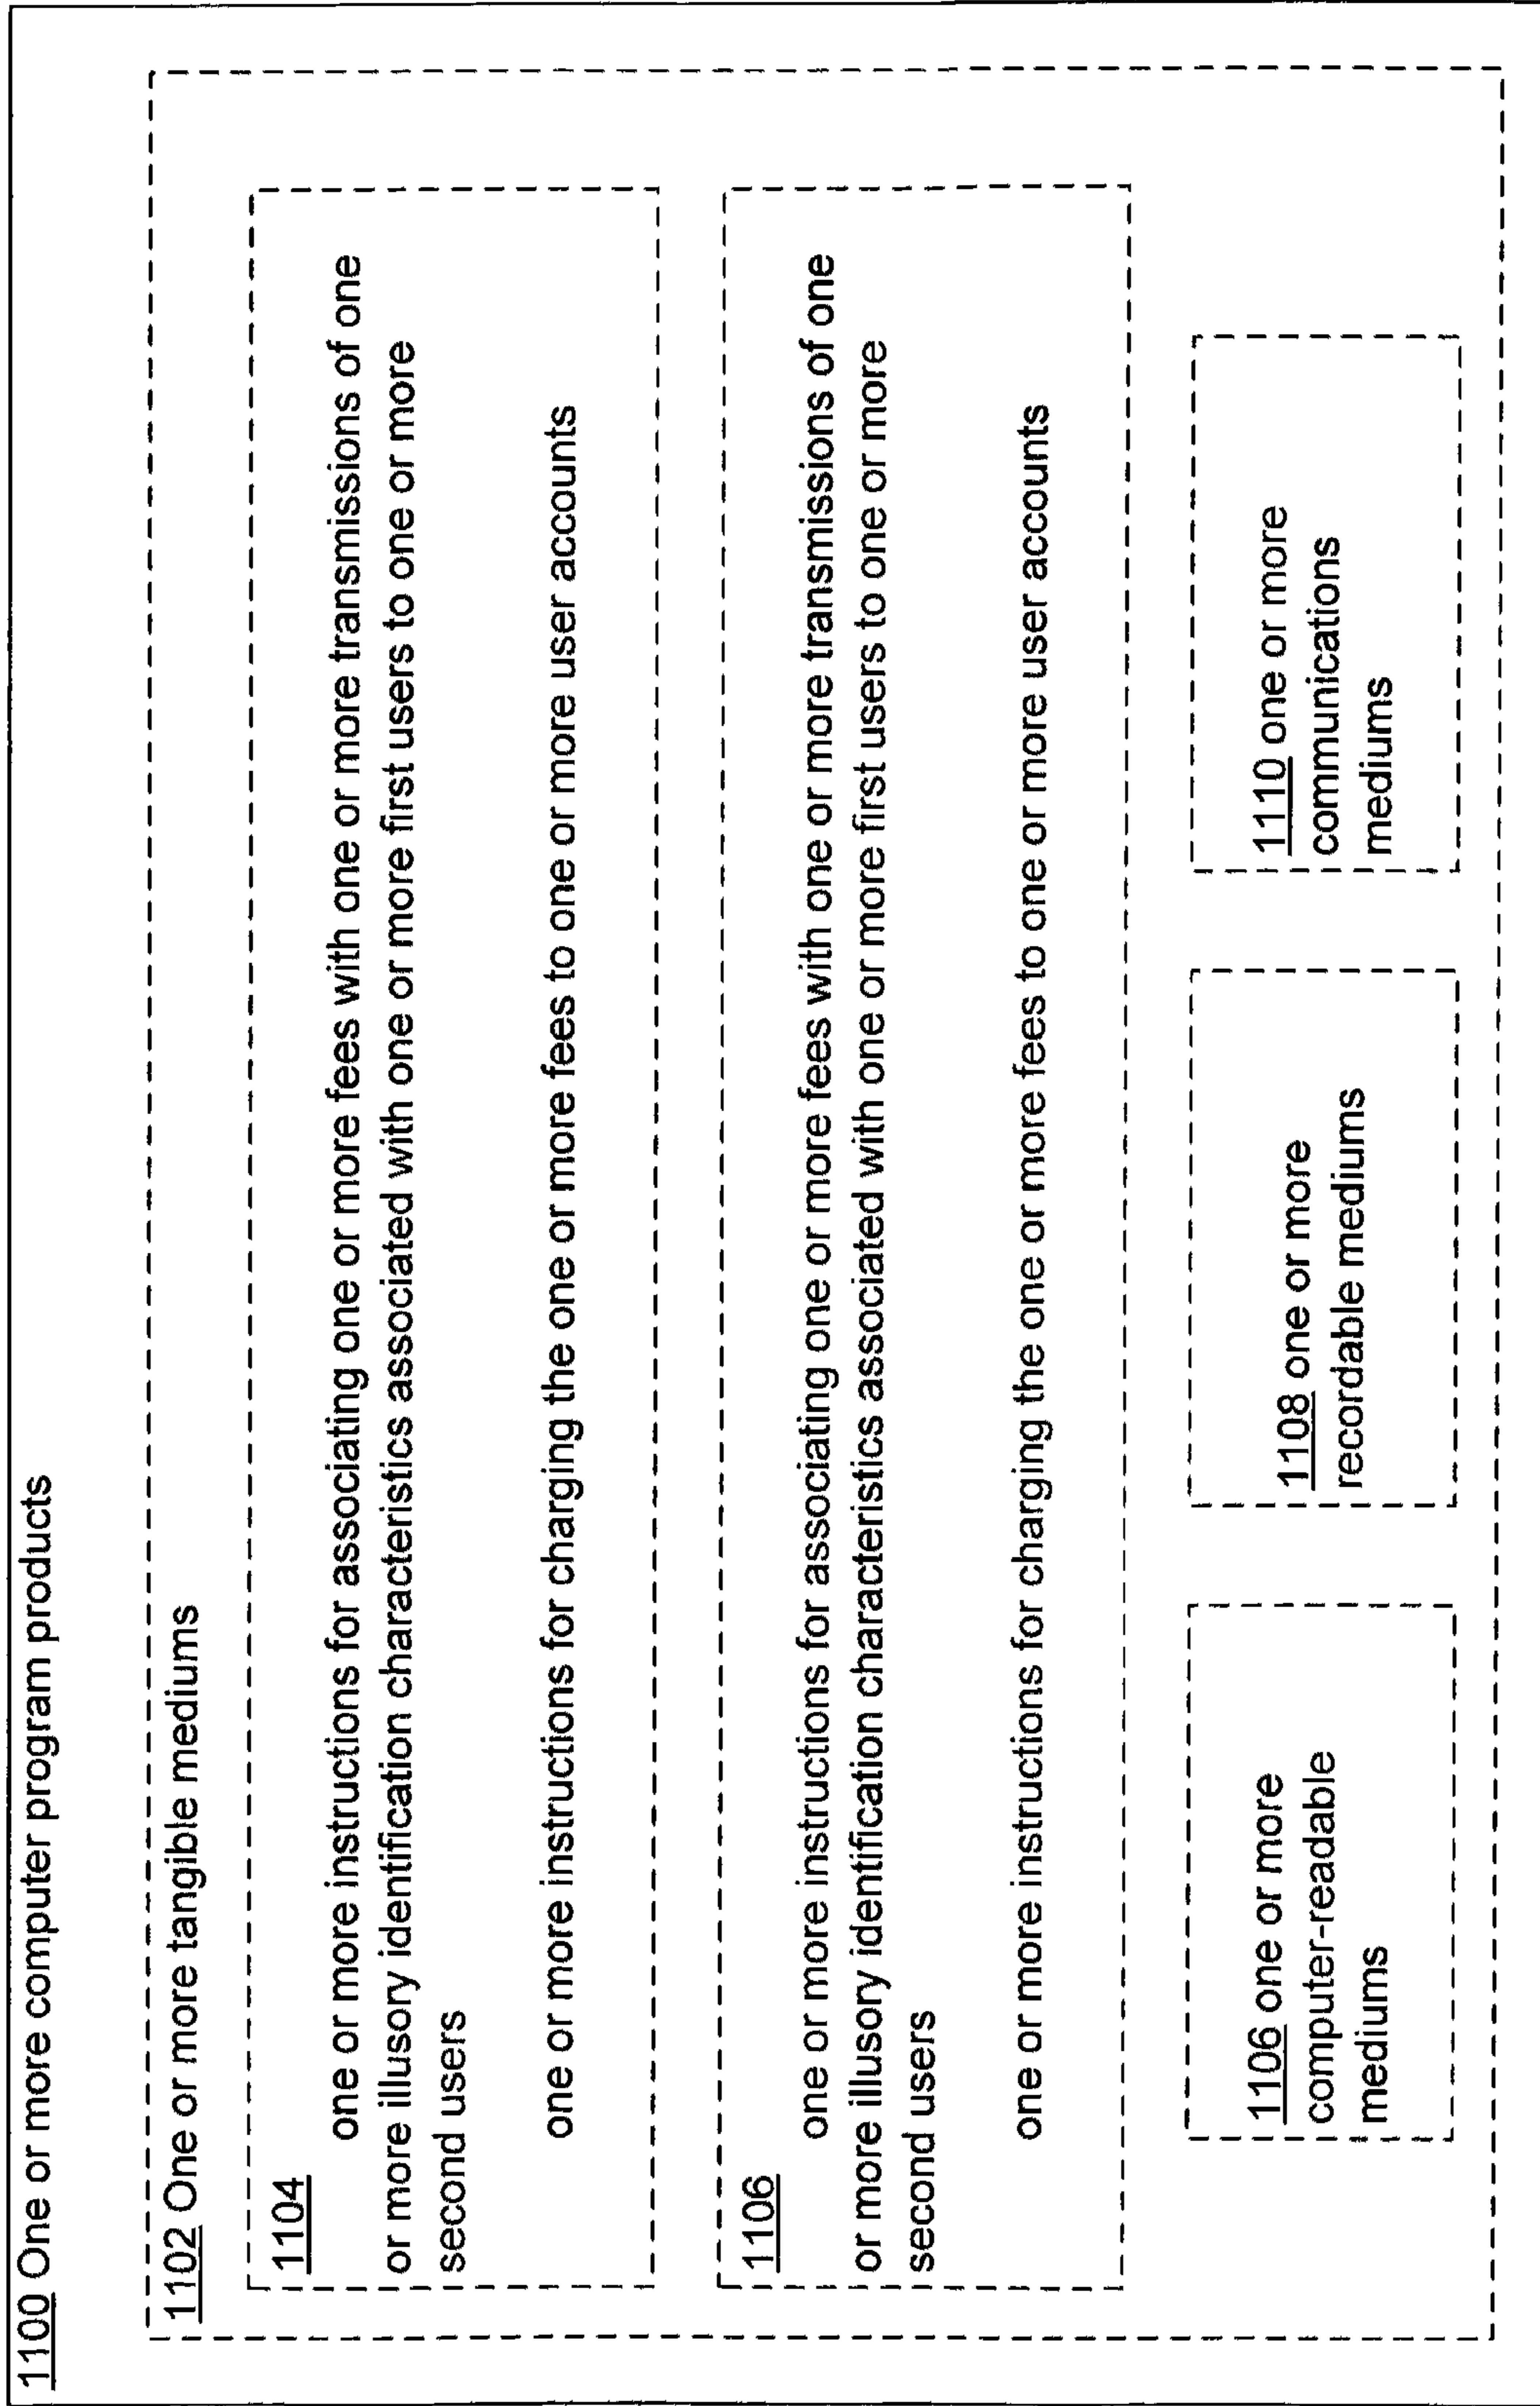 1100 One or more computer program products
1102 One or more tangible mediums
1104
one or more instructions for associating one or more fees with one or more transmissions of one
or more illusory identification characteristics associated with one or more first users to one or more
second users
one or more instructions for charging the one or more fees to one or more user accounts
1106
one or more instructions for associating one or more fees with one or more transmissions of one
or more illusory identification characteristics associated with one or more first users to one or more
second users
one or more instructions for charging the one or more fees to one or more user accounts
1106 one or more
computer-readable
mediums
1108 one or more
recordable mediums
1110 one or more
communications
mediums